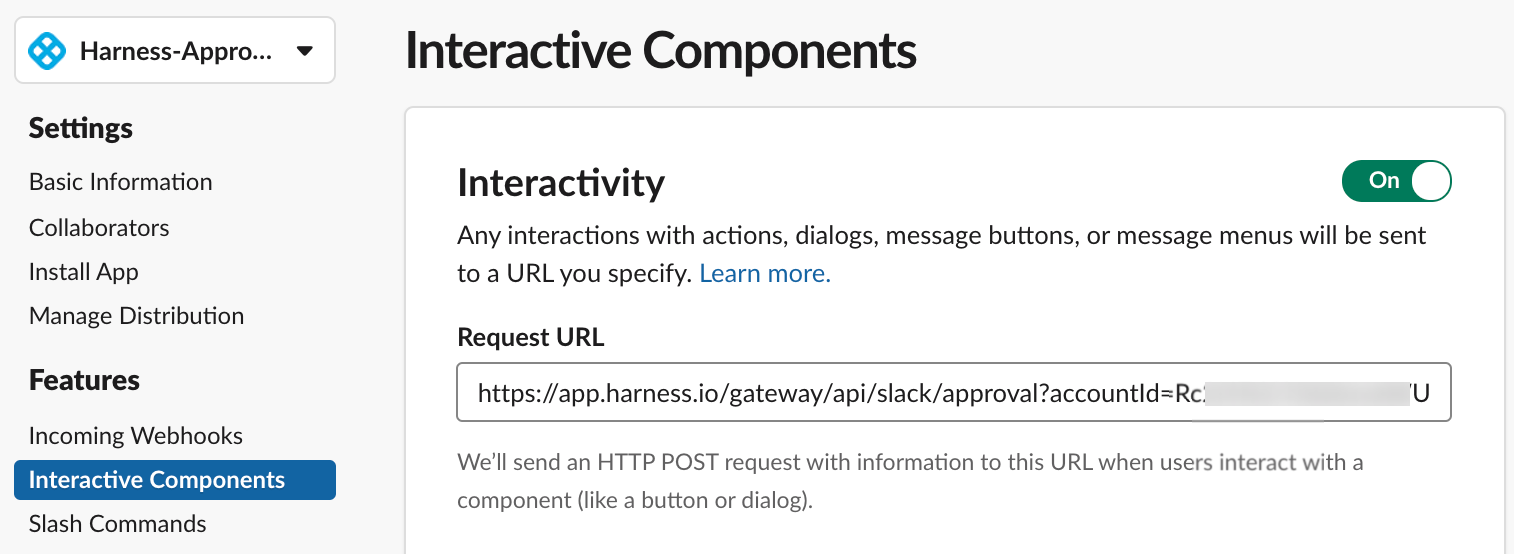 Harness-Appro...
Settings
Basic Information
Collaborators
Install App
Manage Distribution
Features
Incoming Webhooks
Interactive Components
Slash Commands
Interactive Components
Interactivity
On
Any interactions with actions, dialogs, message buttons, or message menus will be sent
to a URL you specify. Learn more.
Request URL
https://app.harness.io/gateway/api/slack/approval?accountId=Rc
We’ll send an HTTP POST request with information to this URL when users interact with a
component (like a button or dialog).